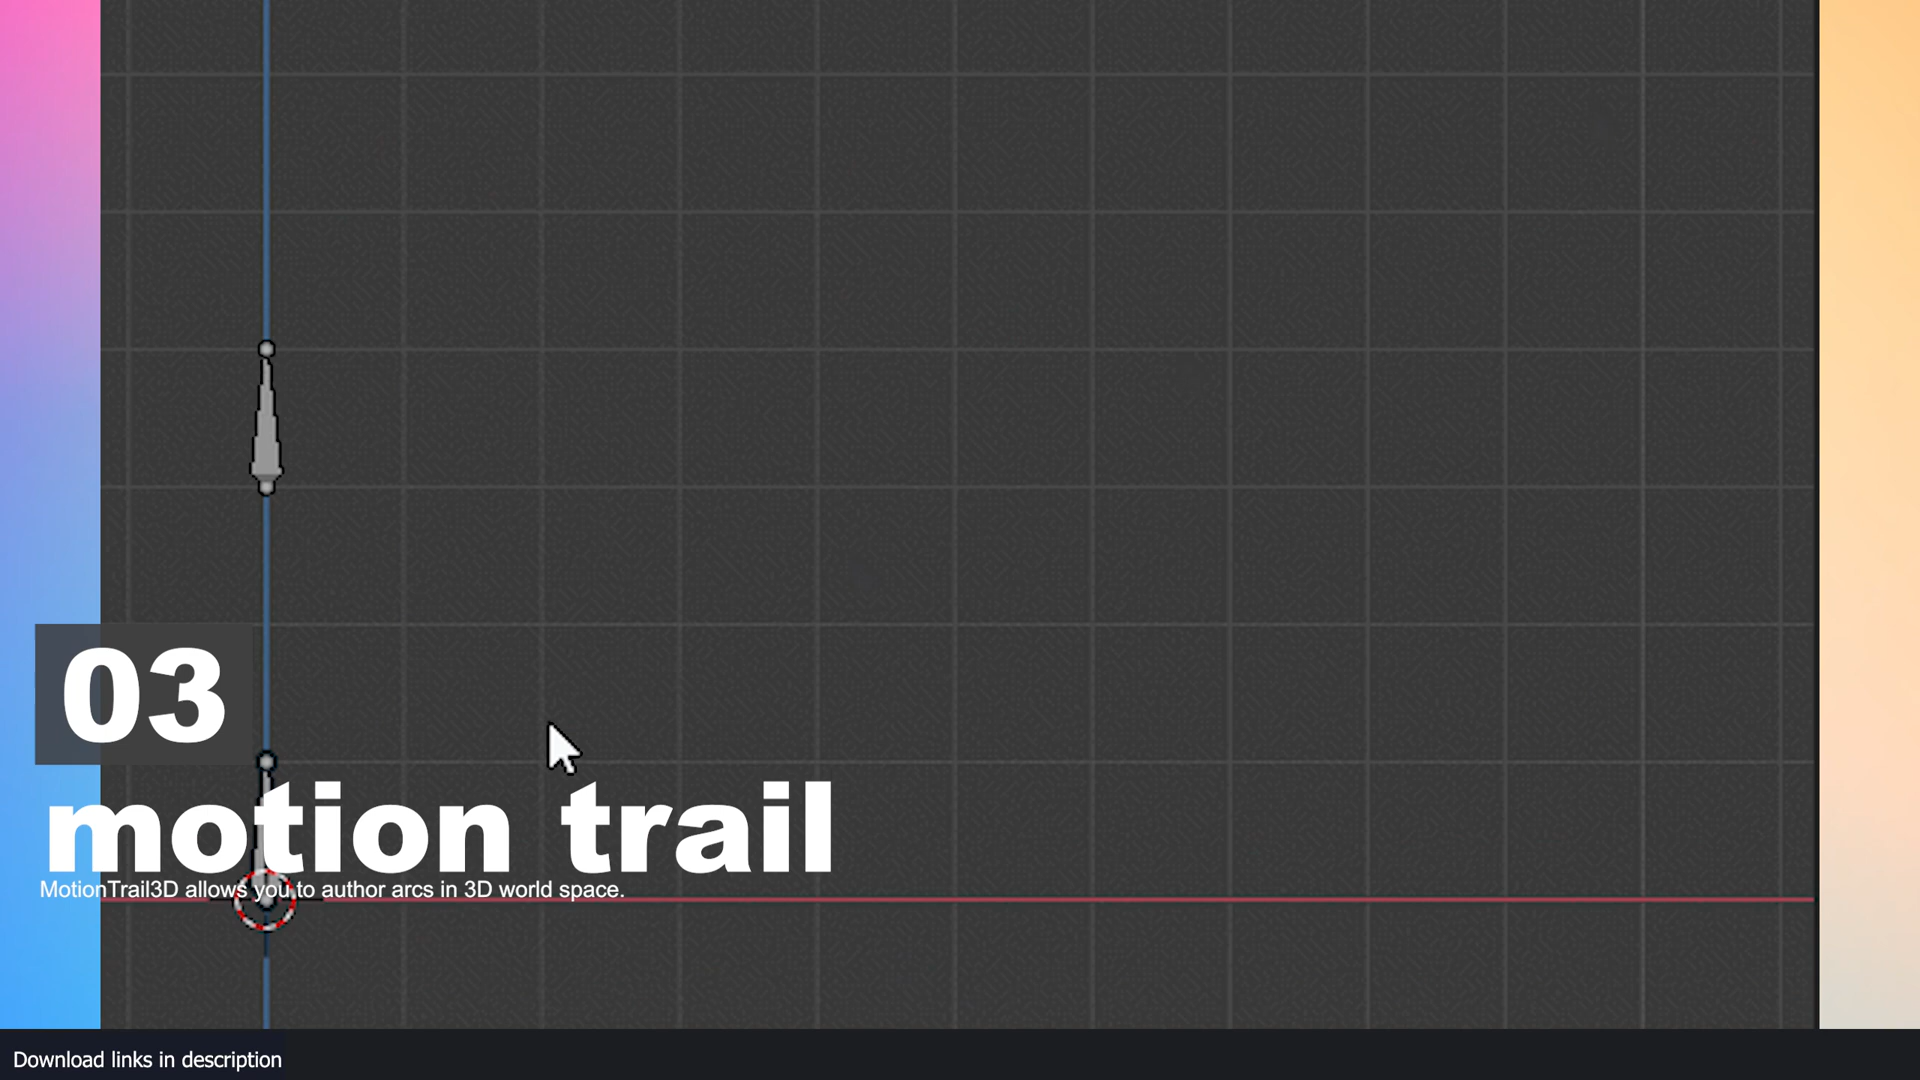 03
motion trail
MotionTrail3D allows you to author arcs in 3D world space.
Download links in description